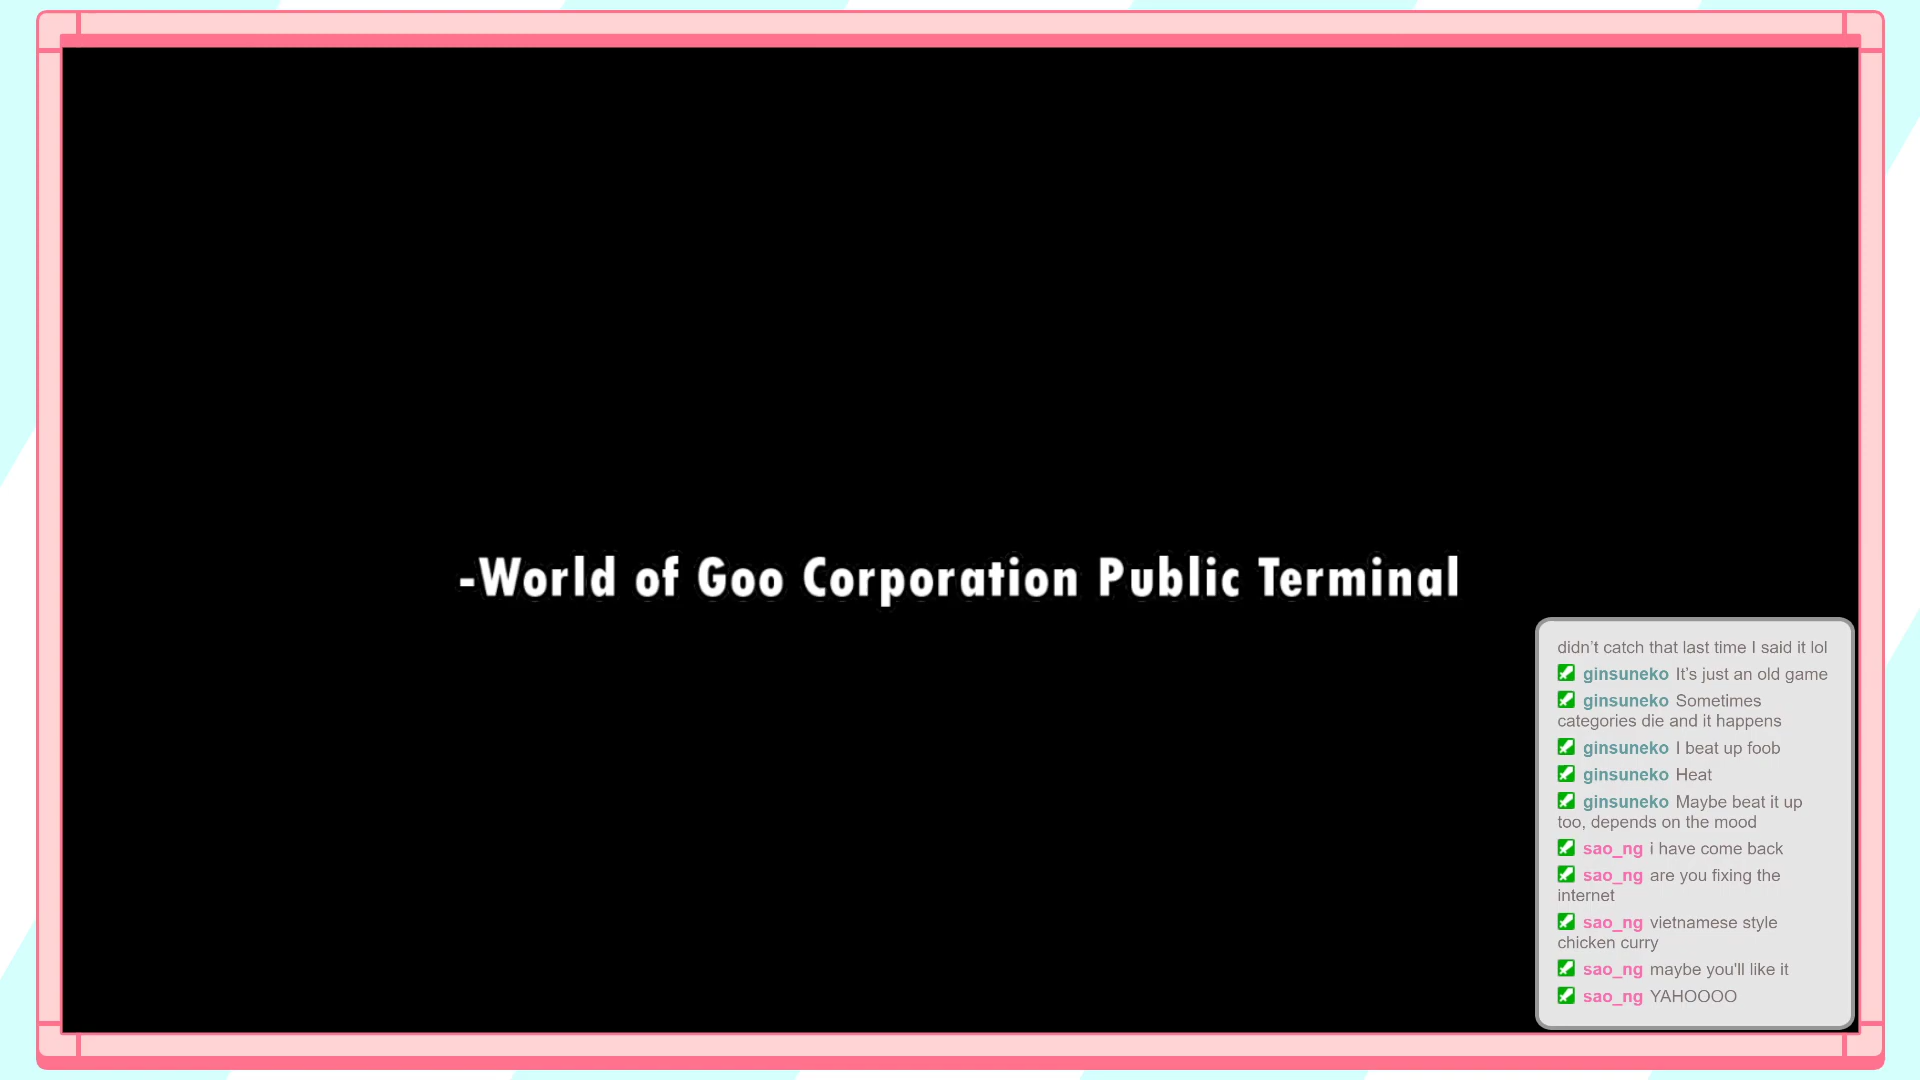 -World of Goo Corporation Public Terminal
didn't catch that last time I said it lol
ginsuneko It's just an old game
ginsuneko Sometimes
categories die and it happens
ginsuneko I beat up foob
ginsuneko Heat
ginsuneko Maybe beat it up
too, depends on the mood
sao_ng i have come back
sao_ng are you fixing the
internet
sao_ng vietnamese style
chicken curry
sao_ng maybe you'll like it
sao_ng YAHOOOO